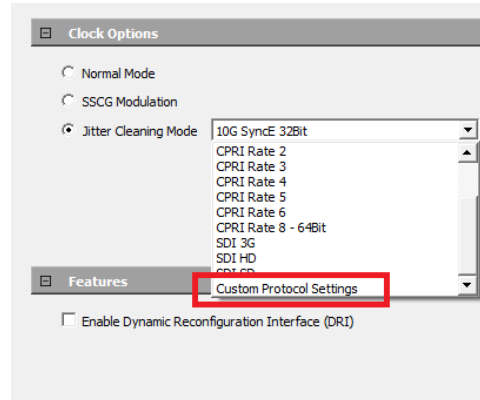 Clock Options
Normal Mode
SSCG Modulation
Jitter Cleaning Mode 10G SyncE 32Bit
CPRI Rate 2
CPRI Rate 3
CPRI Rate 4
CPRI Rate 5
CPRI Rate 6
CPRI Rate 8 - 64Bit
SDI 3G
SDI HD
SDI SD
Features
Custom Protocol Settings
Enable Dynamic Reconfiguration Interface (DRI)